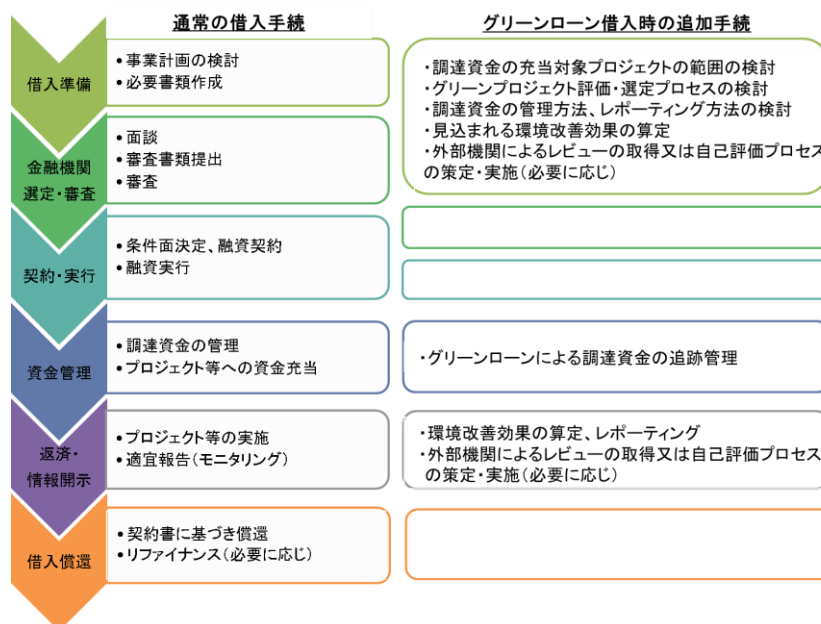 通常の借入手続
グリーンローン借入時の追加手続
借入準備
• 事業計画の検討
• 必要書類作成
・調達資金の充当対象プロジェクトの範囲の検討
・グリーンプロジェクト評価・選定プロセスの検討
・調達資金の管理方法、レポーティング方法の検討
・見込まれる環境改善効果の算定
・外部機関によるレビューの取得又は自己評価プロセス
の策定・実施(必要に応じ)
金融機関
選定・審査
• 面談
• 審査書類提出
• 審査
契約・実行
• 条件面決定、融資契約
• 融資実行
資金管理
• 調達資金の管理
• プロジェクト等への資金充当
・グリーンローンによる調達資金の追跡管理
返済・
情報開示
• プロジェクト等の実施
• 適宜報告(モニタリング)
・環境改善効果の算定、レポーティング
・外部機関によるレビューの取得又は自己評価プロセス
の策定・実施(必要に応じ)
借入償還
• 契約書に基づき償還
• リファイナンス(必要に応じ)